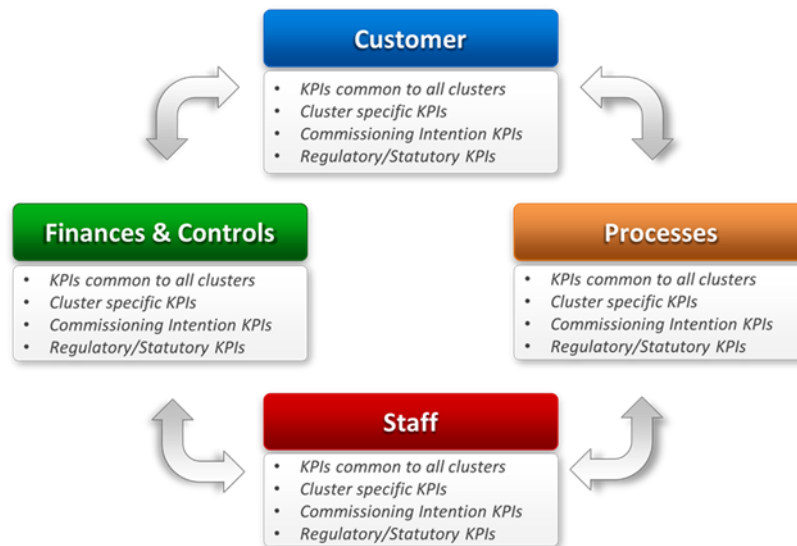 Customer
• KPIs common to all clusters
• Cluster specific KPIs
• Commissioning Intention KPIs
• Regulatory/Statutory KPIs
Finances & Controls
• KPIs common to all clusters
• Cluster specific KPIs
• Commissioning Intention KPIs
• Regulatory/Statutory KPIs
Processes
• KPIs common to all clusters
• Cluster specific KPIs
• Commissioning Intention KPIs
• Regulatory/Statutory KPIs
Staff
• KPIs common to all clusters
• Cluster specific KPIs
• Commissioning Intention KPIs
• Regulatory/Statutory KPIs